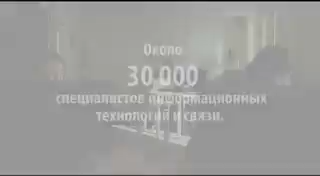 Около
30 000
специалистов информационных
технологий и связи.